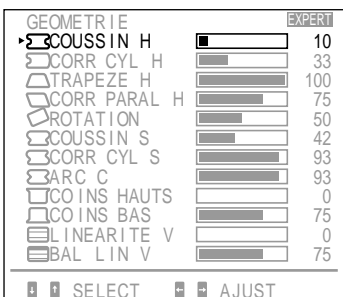 GEOMETRIE EXPERT
COUSSIN H 10
CORR CYL H 33
TRAPEZE H 100
CORR PARAL H 75
ROTATION 50
COUSSIN S 42
CORR CYL S 93
ARC C 93
COINS HAUTS 0
COINS BAS 75
LINEARITE V 0
BAL LIN V 75
SELECT AJUST